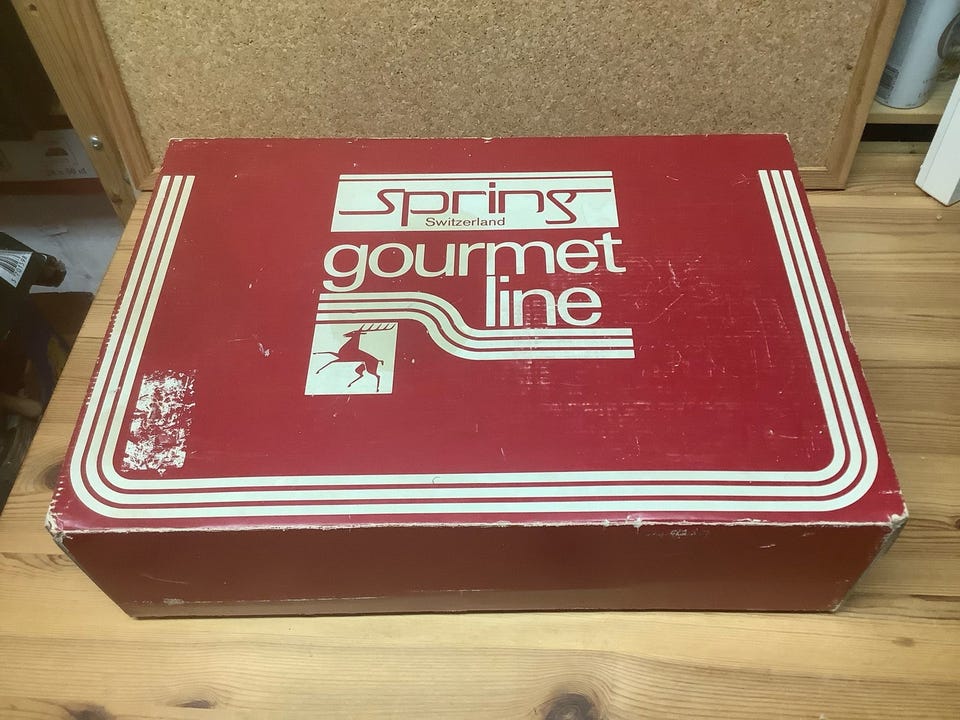 spring
Switzerland
gourmet
line